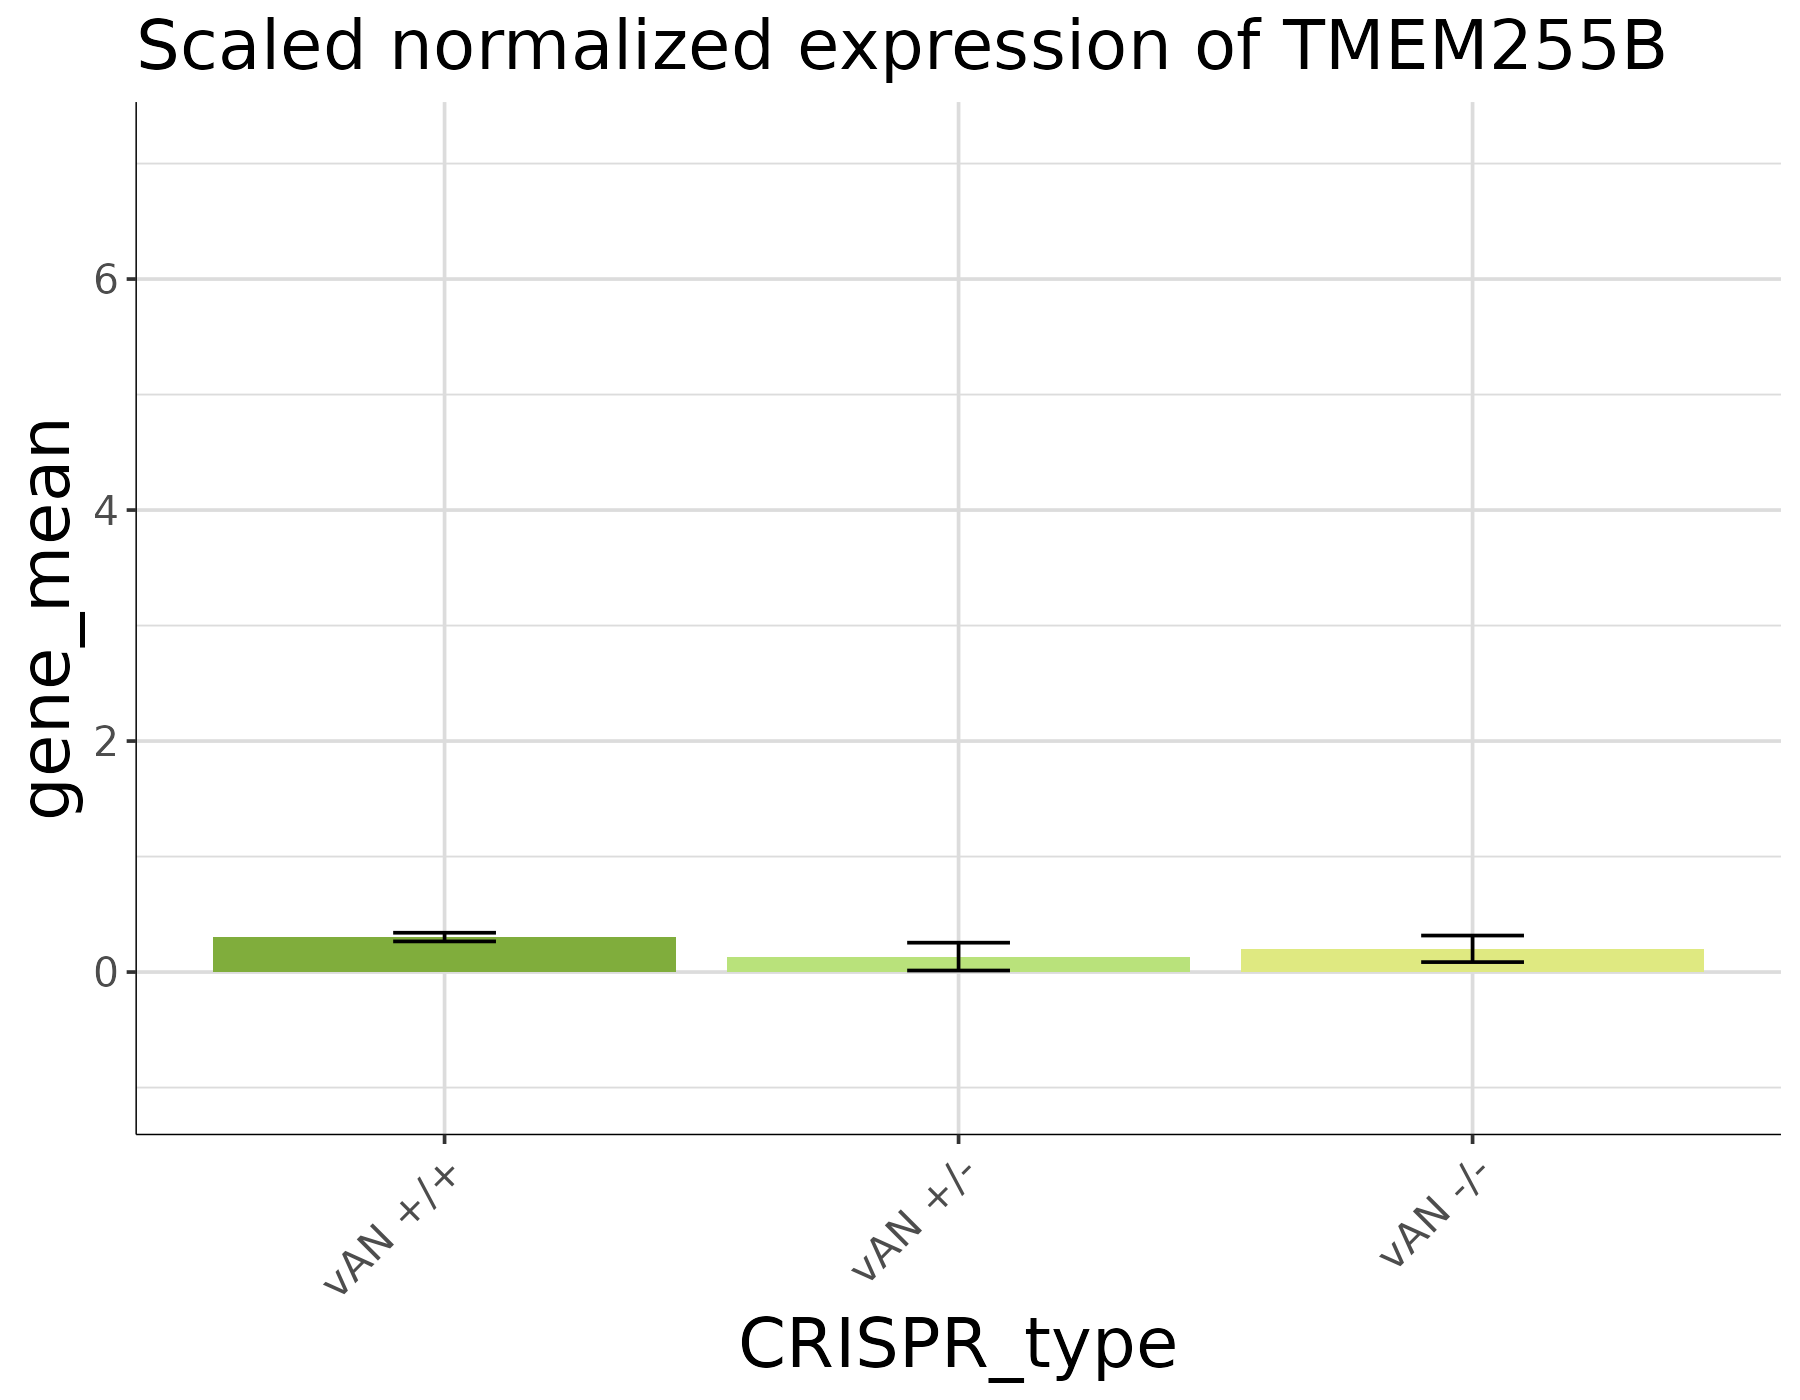 Scaled normalized expression of TMEM255B
gene_mean
6
4
2
0
vAN +/+
vAN +/-
vAN -/-
CRISPR_type